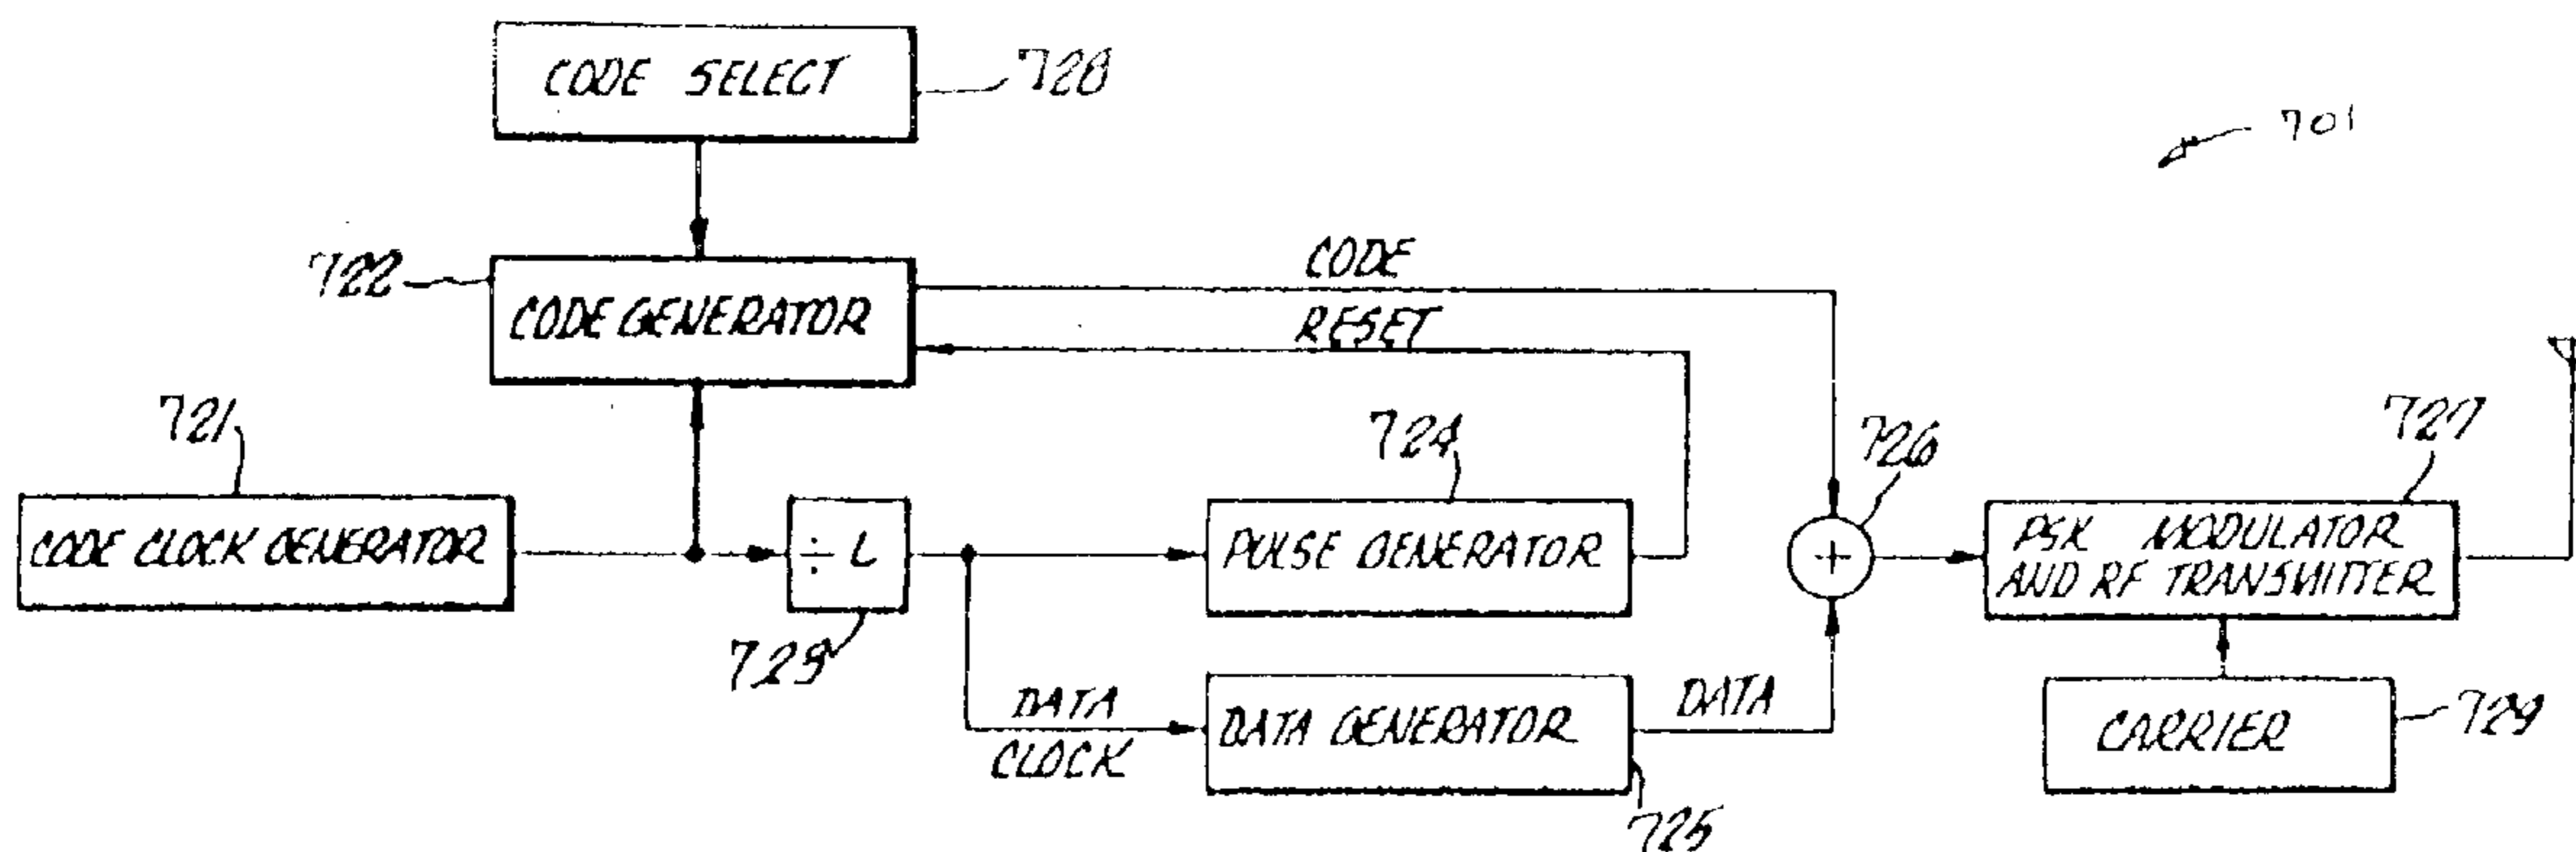 CODE SELECT
728
701
722
CODE GENERATOR
CODE
RESET
721
724
726
727
CODE CLOCK GENERATOR
÷ L
PULSE GENERATOR
+
PSK MODULATOR
AND RF TRANSMITTER
723
DATA
CLOCK
DATA GENERATOR
DATA
CARRIER
729
725